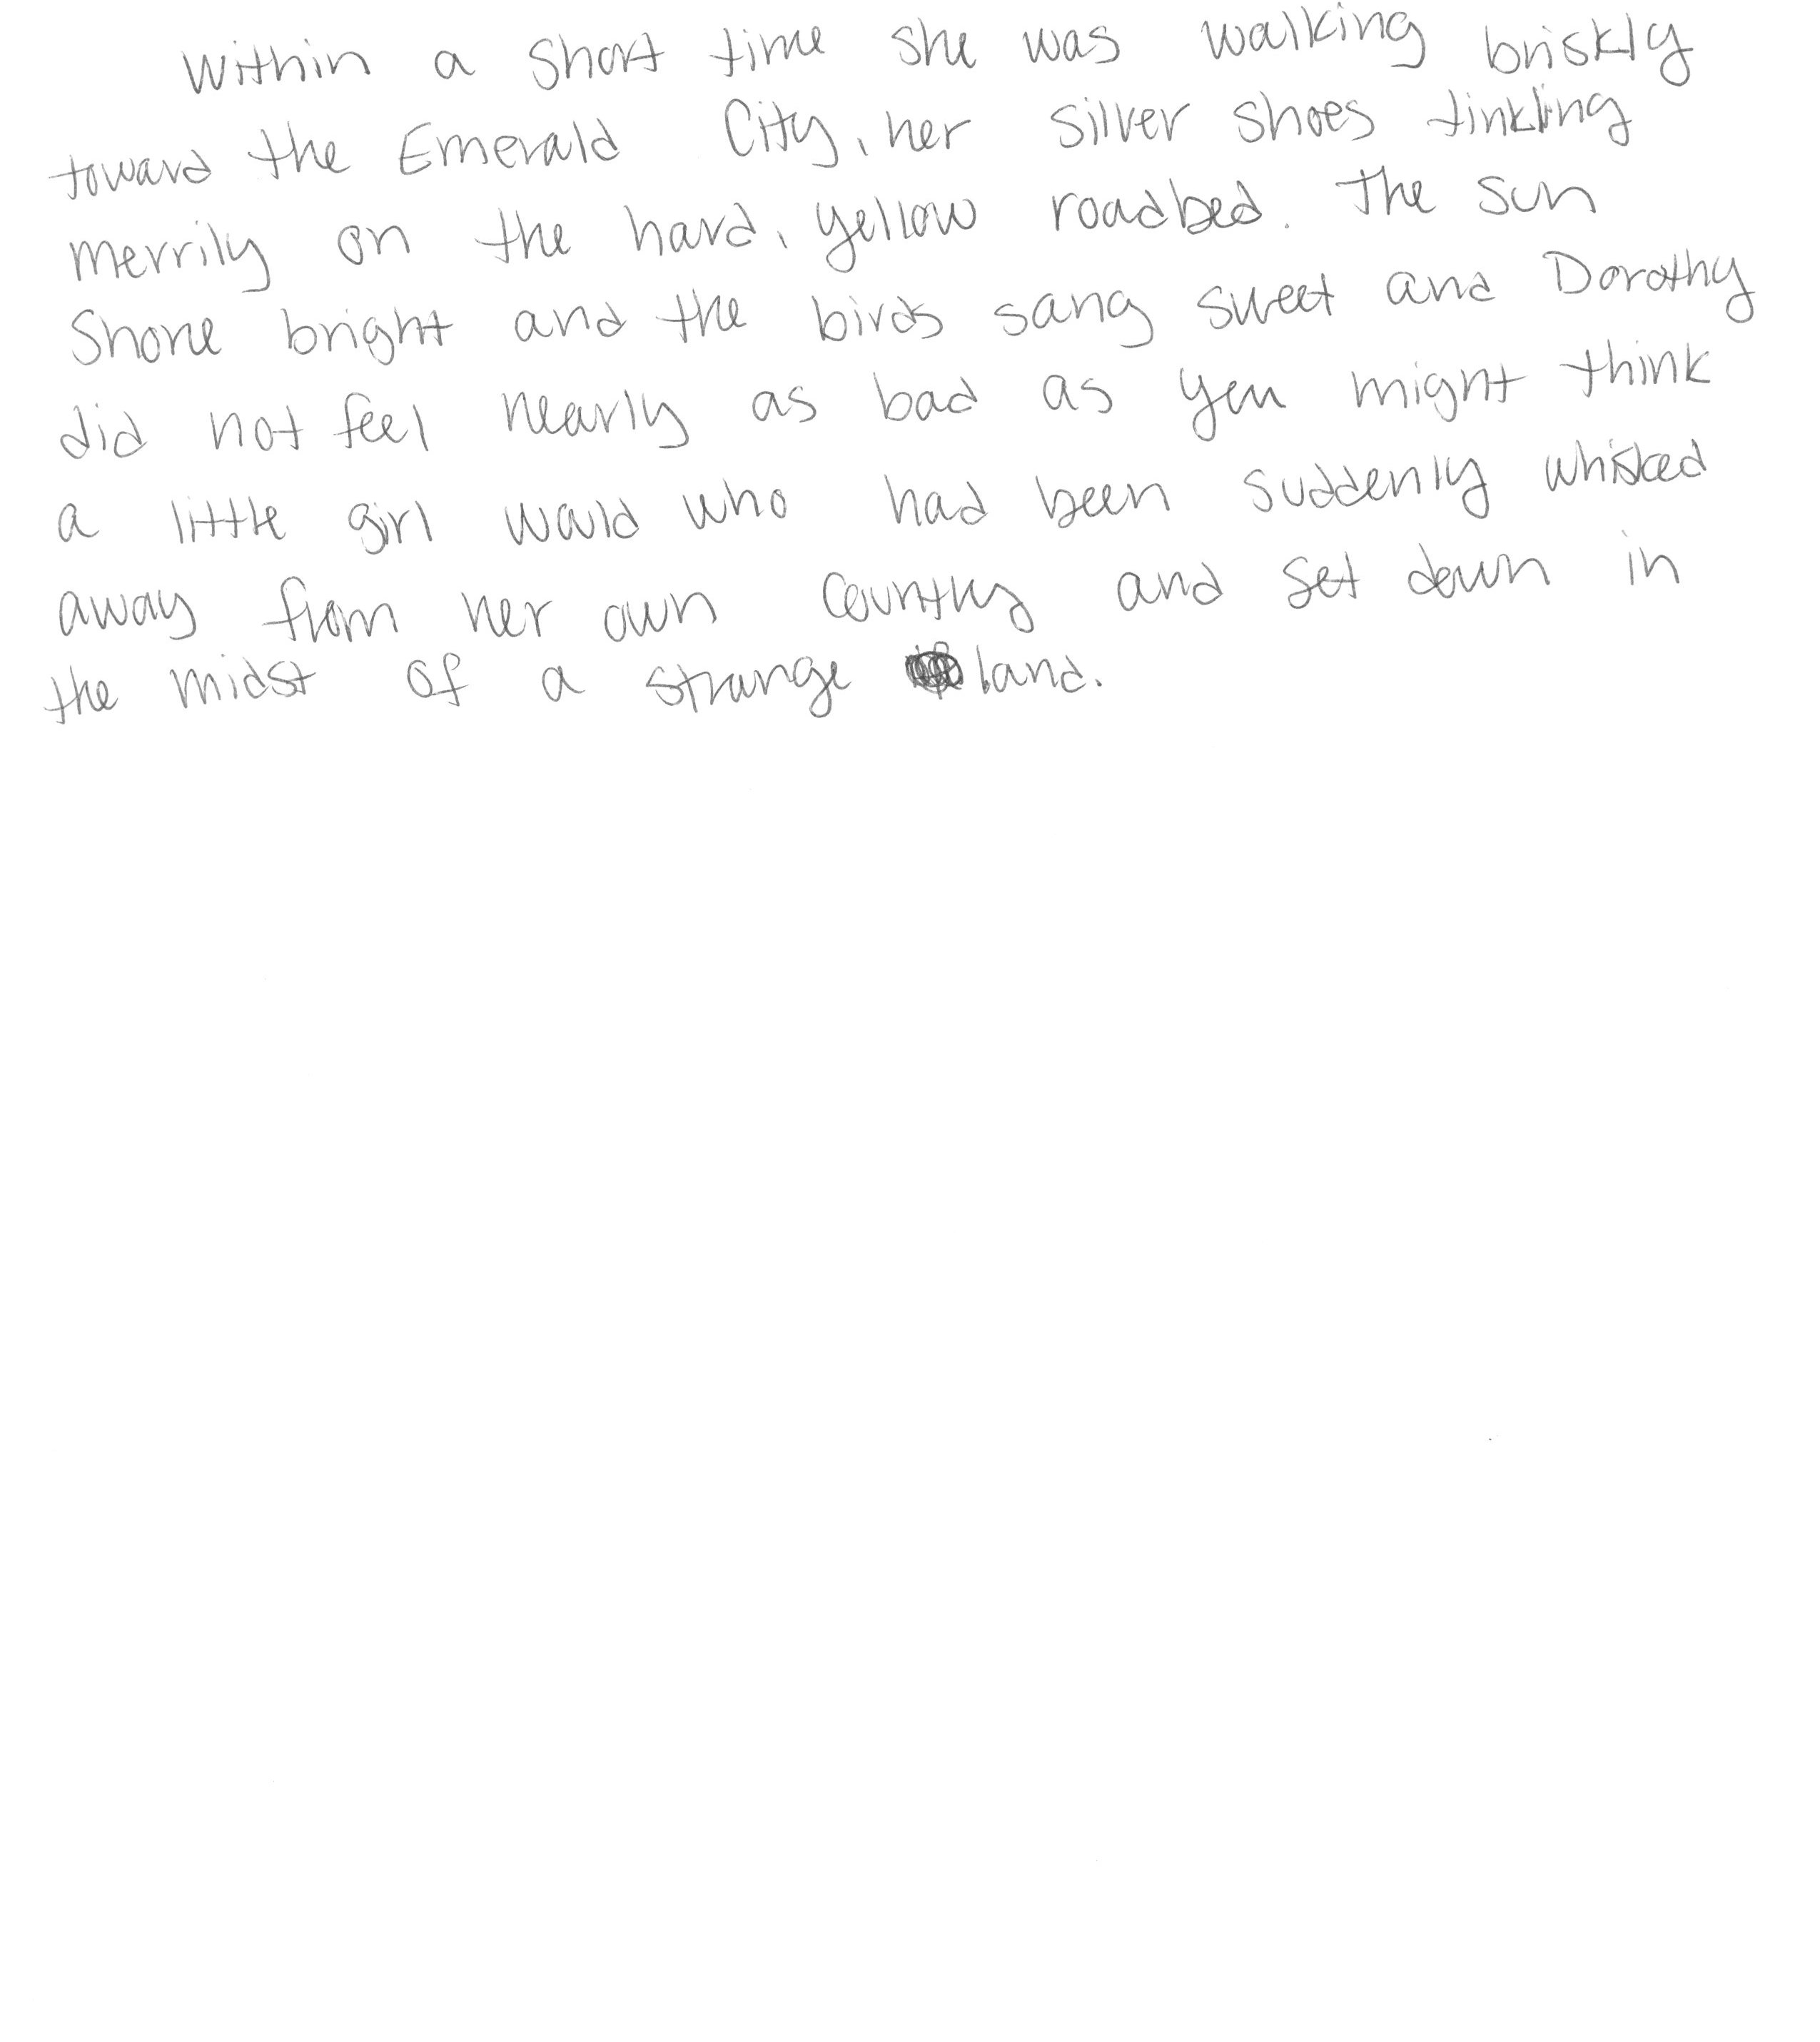 Within a short time she was walking briskly
toward the Emerald City, her silver shoes tinkling
merrily on the hard, yellow roadbed. The sun
shone bright and the birds sang sweet and Dorothy
did not feel nearly as bad as you might think
a little girl would who had been suddenly whisked
away from her own country and set down in
the midst of a strange land.